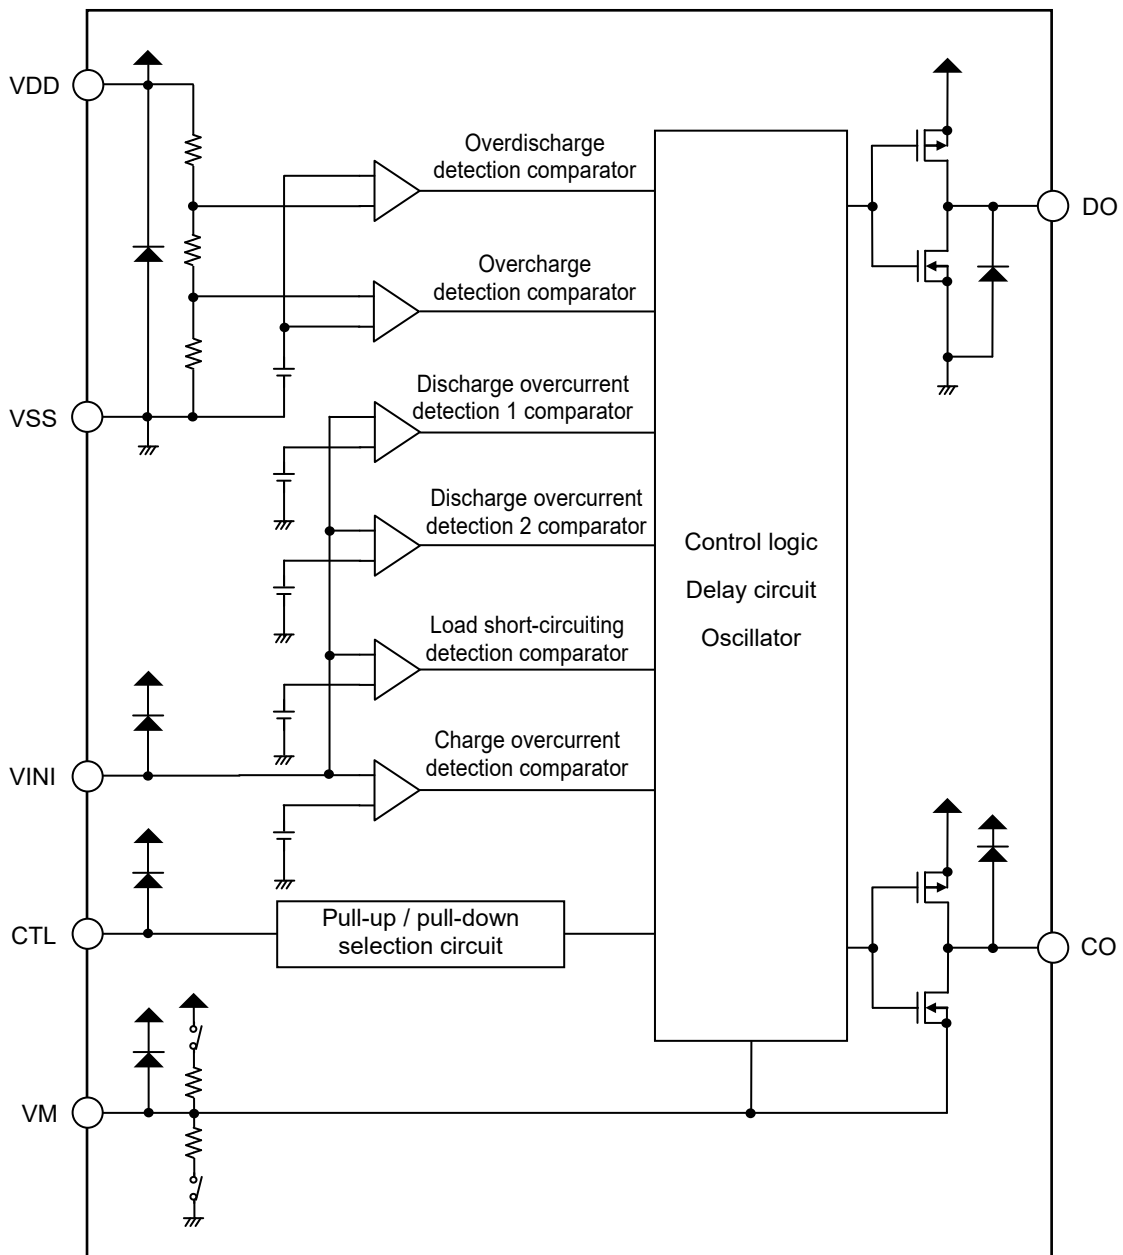 VDD
Overdischarge
detection comparator
DO
Overcharge
detection comparator
VSS
Discharge overcurrent
detection 1 comparator
Discharge overcurrent
detection 2 comparator
Control logic
Delay circuit
Oscillator
Load short-circuiting
detection comparator
VINI
Charge overcurrent
detection comparator
CTL
Pull-up / pull-down
selection circuit
CO
VM